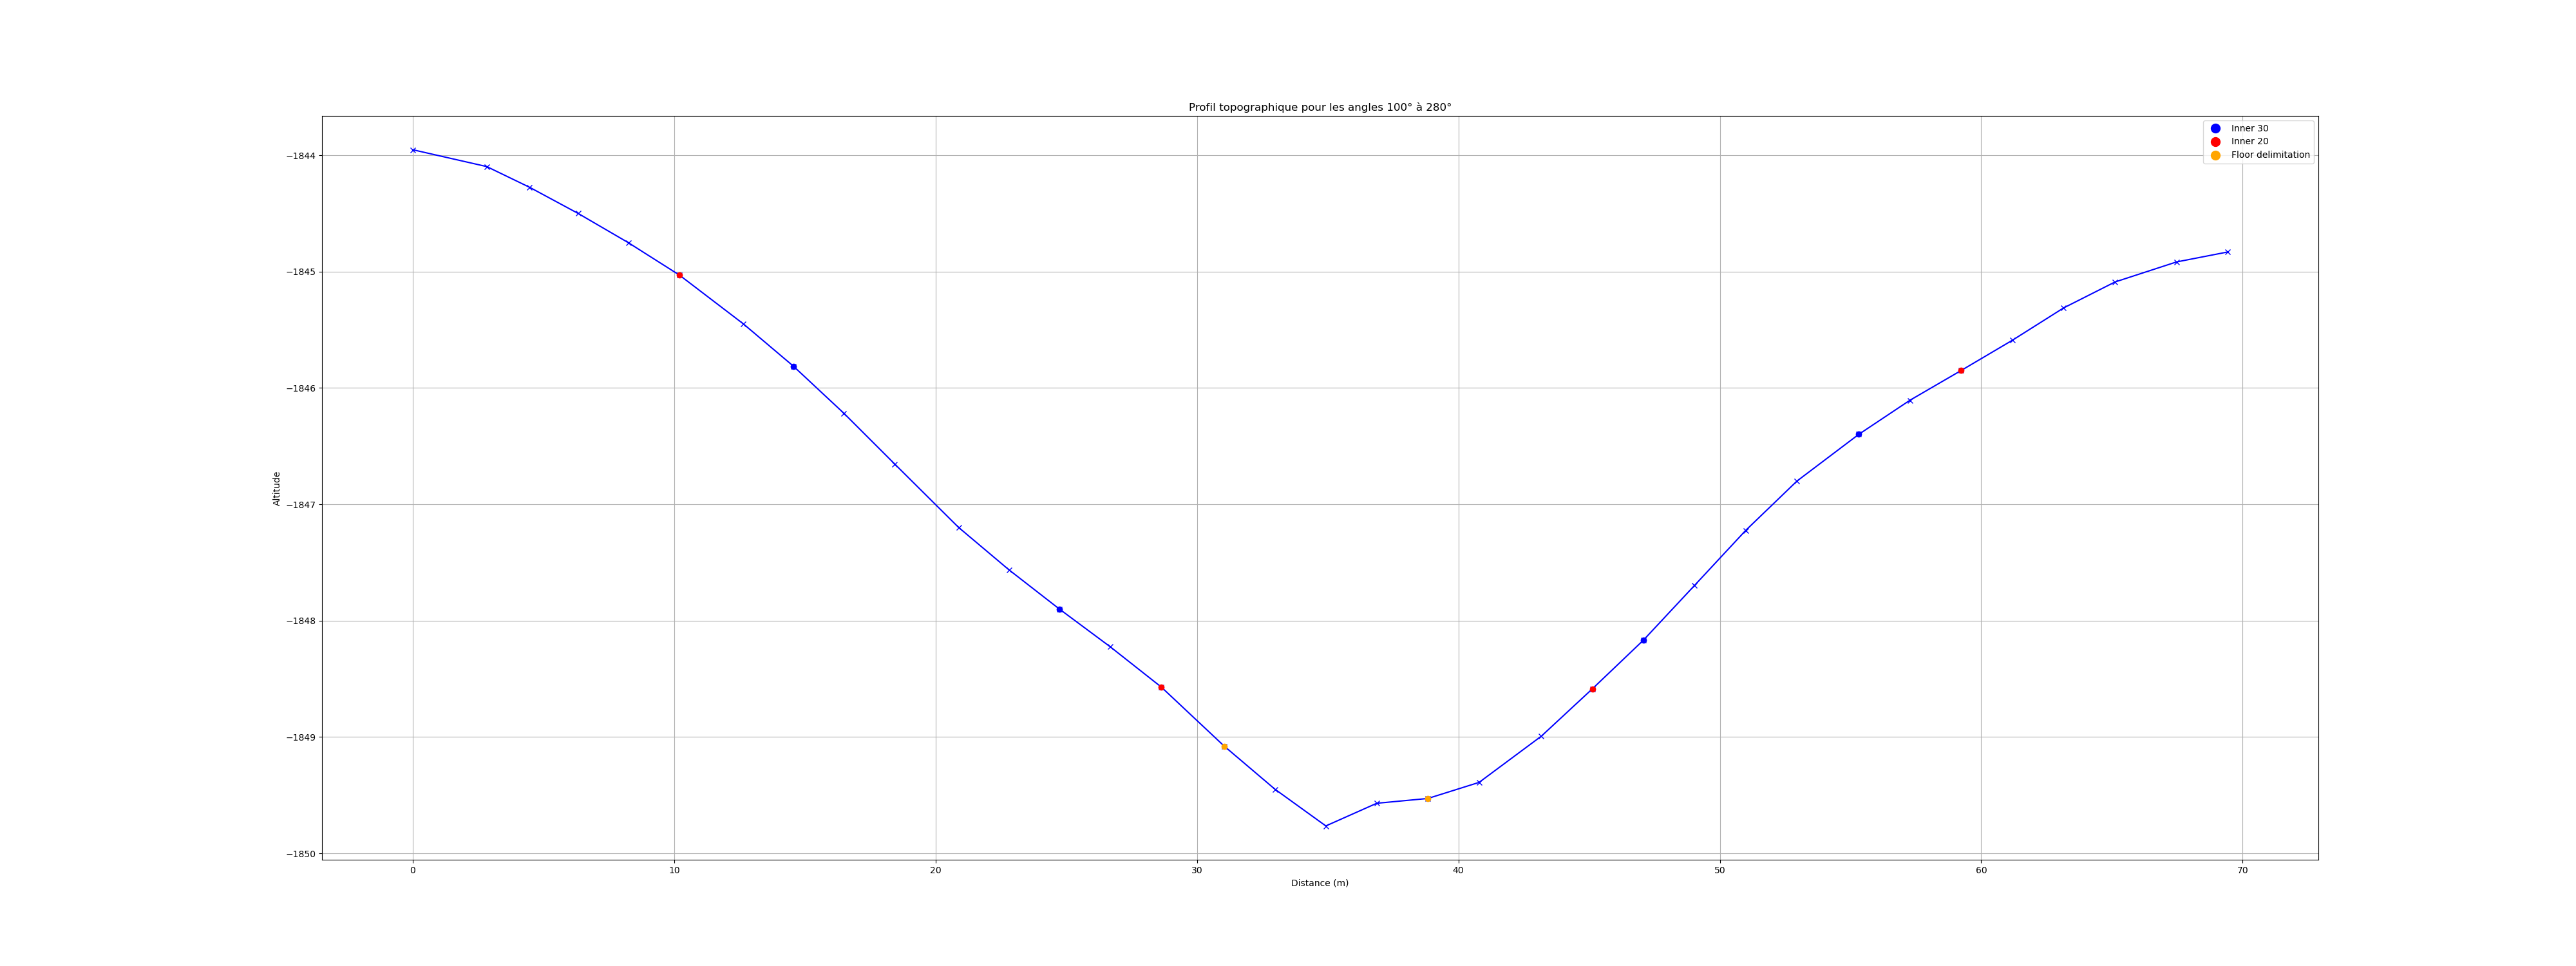 Profil topographique pour les angles 100° à 280°
Inner 30
Inner 20
Floor delimitation
Altitude
−1844
−1845
−1846
−1847
−1848
−1849
−1850
0 10 20 30 40 50 60 70
Distance (m)